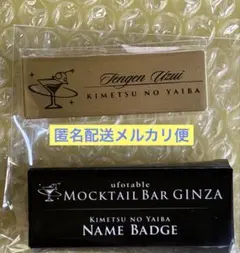 Tengen Uzui
KIMETSU NO YAIBA
匿名配送メルカリ便
ufotable
MOCKTAIL BAR GINZA
KIMETSU NO YAIBA
NAME BADGE